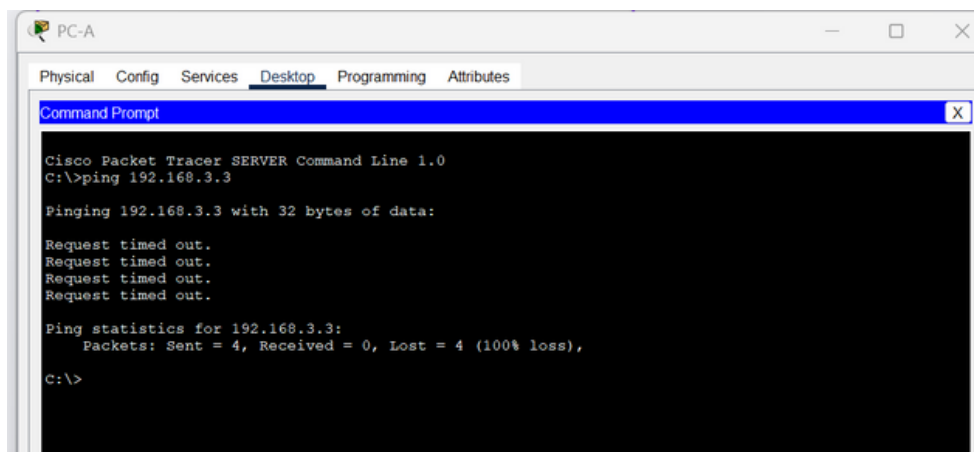 PC-A
Physical Config Services Desktop Programming Attributes
Command Prompt
X
Cisco Packet Tracer SERVER Command Line 1.0
C:\>ping 192.168.3.3
Pinging 192.168.3.3 with 32 bytes of data:
Request timed out.
Request timed out.
Request timed out.
Request timed out.
Ping statistics for 192.168.3.3:
Packets: Sent = 4, Received = 0, Lost = 4 (100% loss),
C:\>